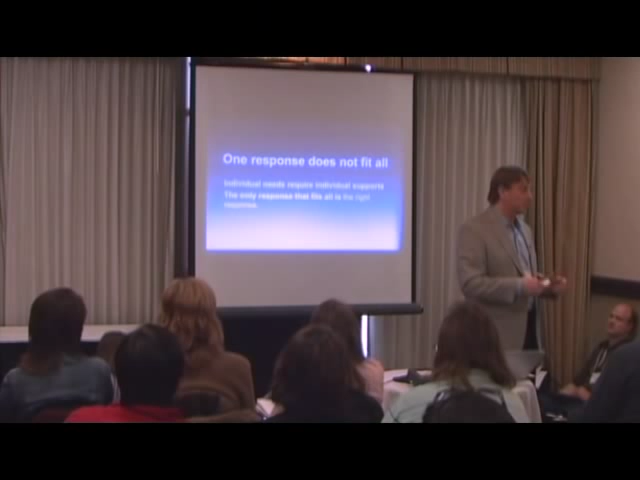 One response does not fit all
Individual needs require individual supports
The only response that fits all is the right
response.